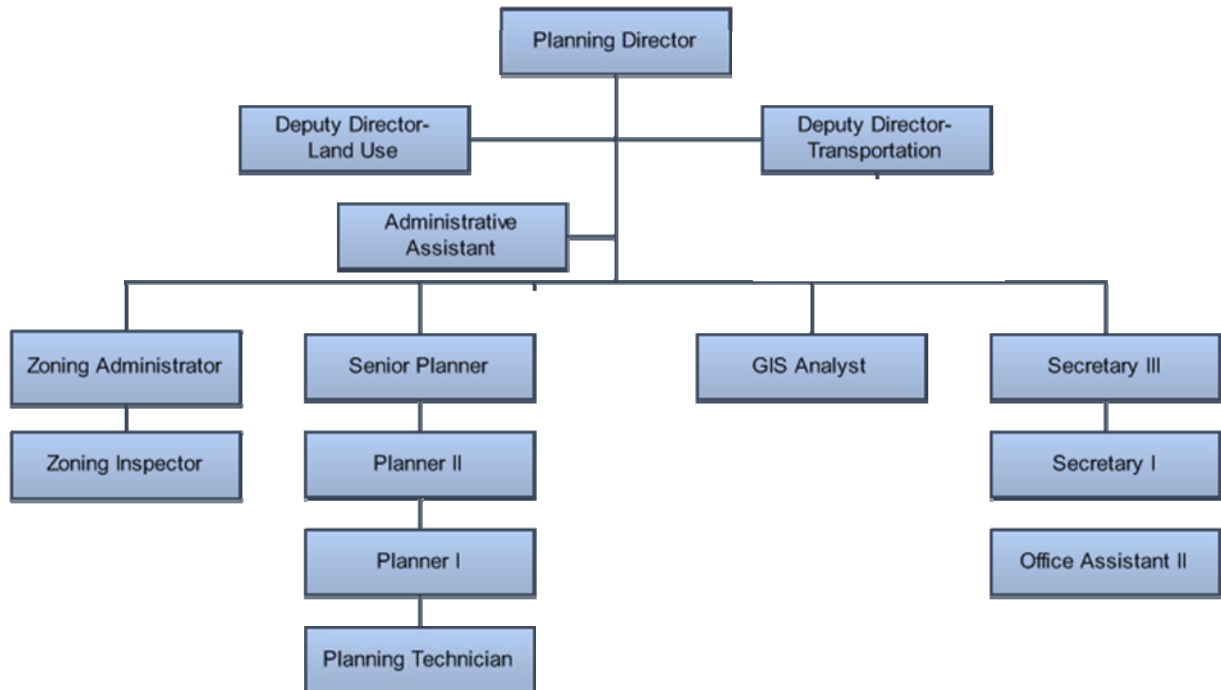 Planning Director
Deputy Director-
Land Use
Deputy Director-
Transportation
Administrative
Assistant
Zoning Administrator
Senior Planner
GIS Analyst
Secretary III
Zoning Inspector
Planner II
Secretary I
Planner I
Office Assistant II
Planning Technician